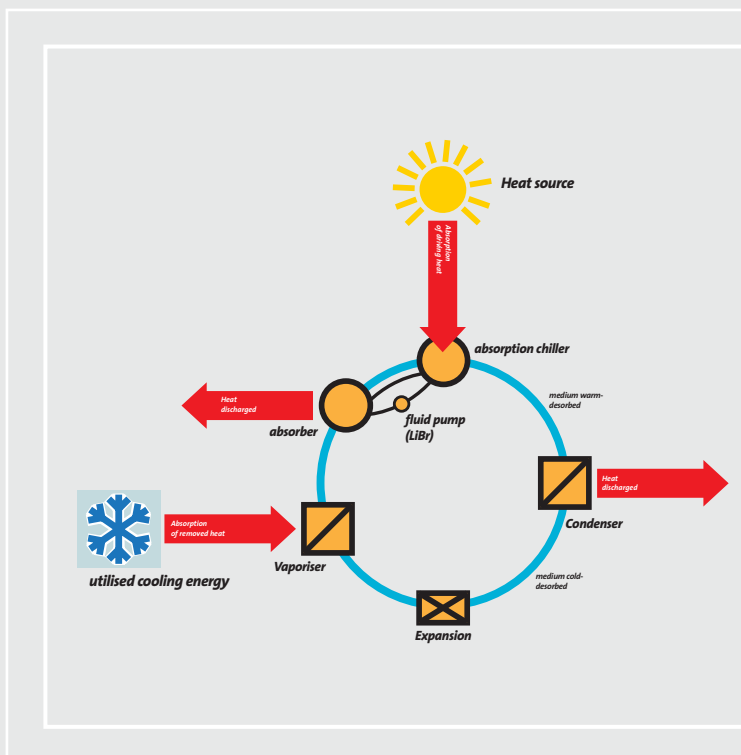 Heat source
Absorption
of driving heat
absorption chiller
medium warm-
desorbed
Heat
discharged
fluid pump
(LiBr)
absorber
Heat
discharged
Condenser
Absorption
of removed heat
Vaporiser
utilised cooling energy
medium cold-
desorbed
Expansion